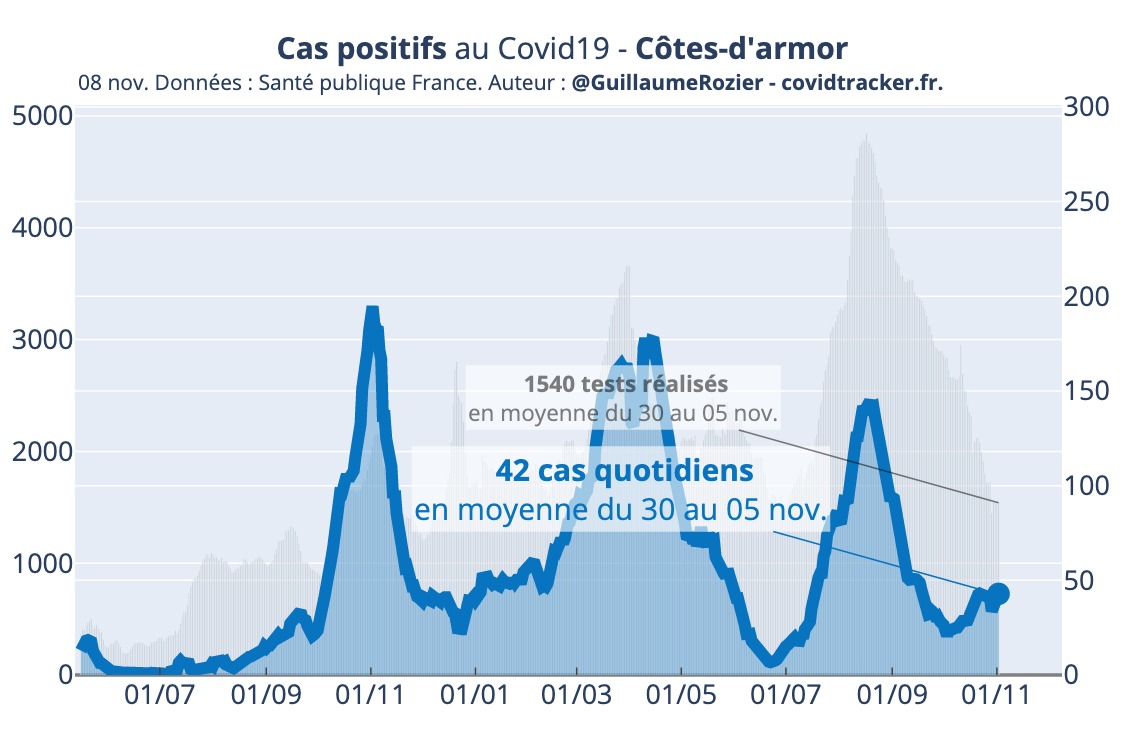 Cas positifs au Covid19 - Côtes-d'armor
08 nov. Données : Santé publique France. Auteur : @GuillaumeRozier - covidtracker.fr.
5000
4000
3000
2000
1000
0
300
250
200
150
100
50
0
1540 tests réalisés
en moyenne du 30 au 05 nov.
42 cas quotidiens
en moyenne du 30 au 05 nov.
01/07 01/09 01/11 01/01 01/03 01/05 01/07 01/09 01/11